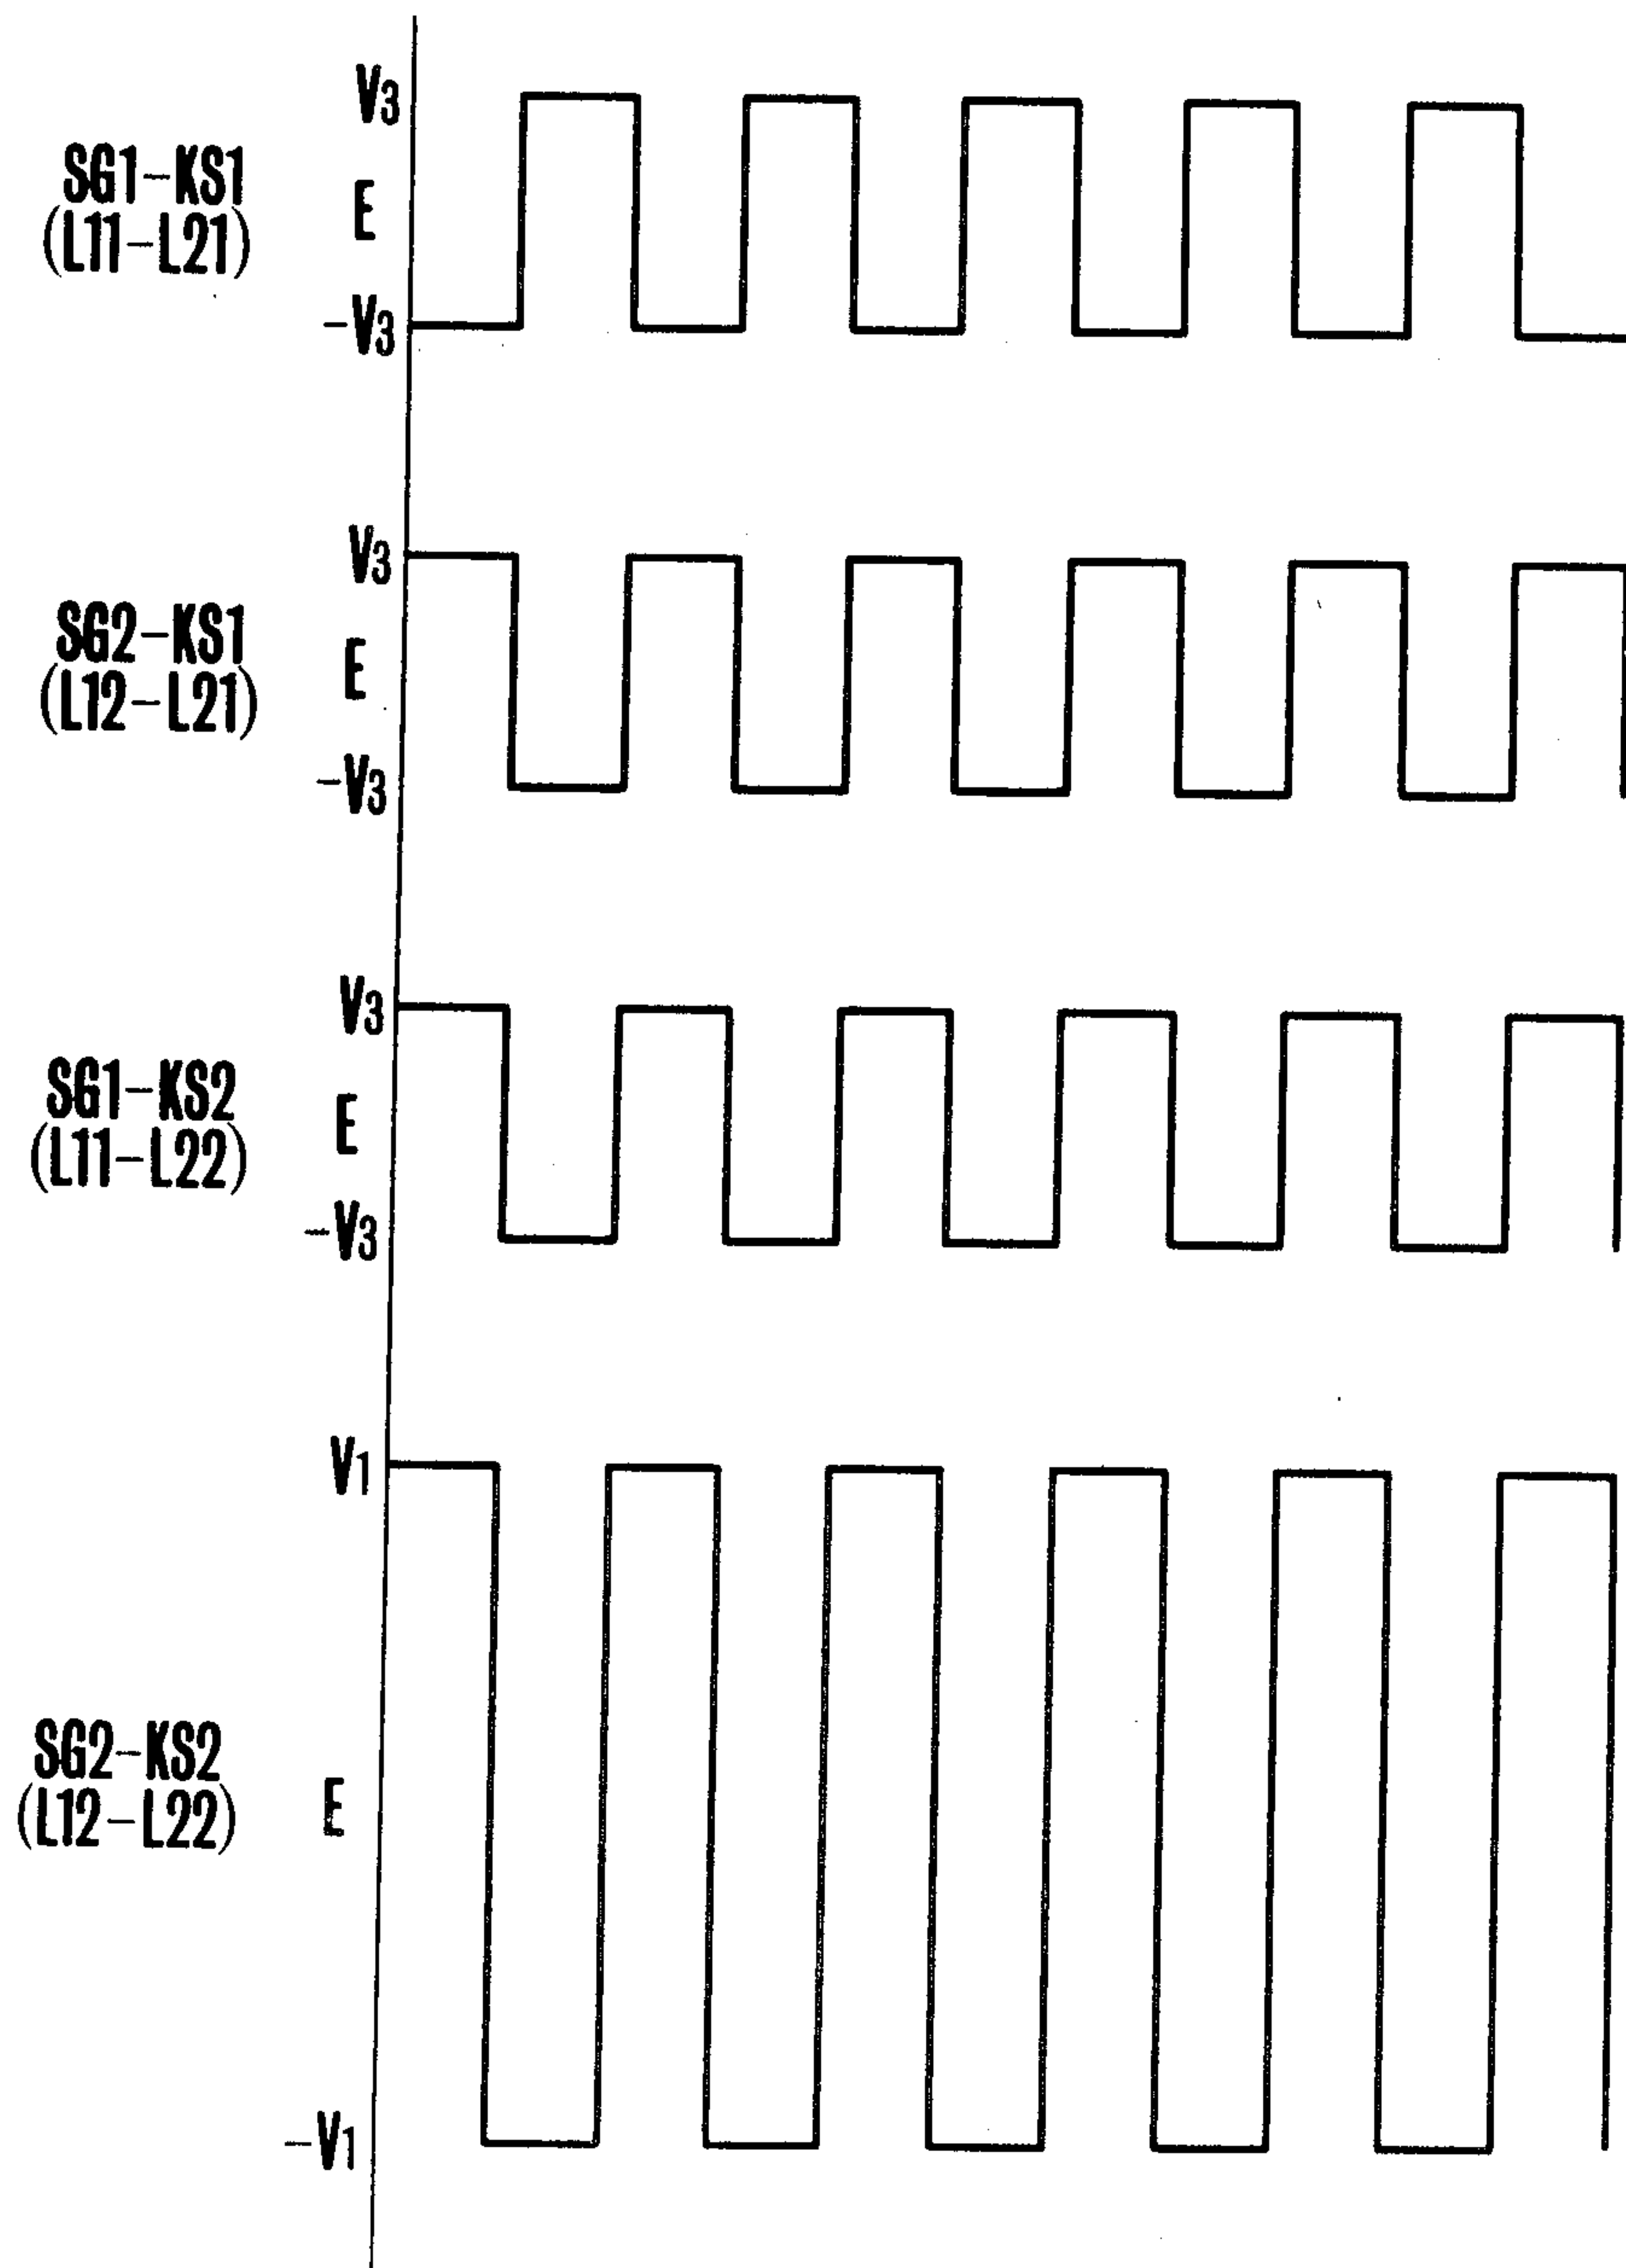 V3
SG1-KS1
(L11-L21)
E
-V3
V3
SG2-KS1
(L12-L21)
E
-V3
V3
SG1-KS2
(L11-L22)
E
-V3
V1
SG2-KS2
(L12-L22)
E
-V1